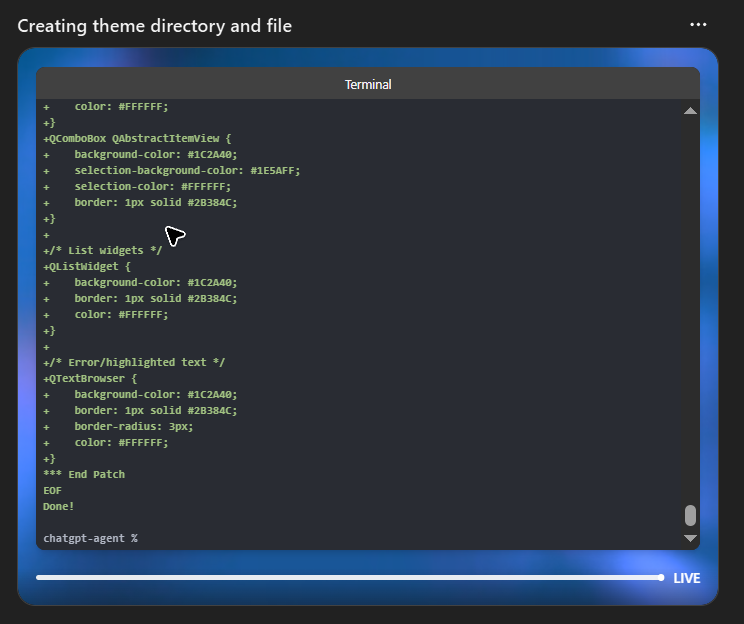 Creating theme directory and file
Terminal
+    color: #FFFFFF;
+}
+QComboBox QAbstractItemView {
+    background-color: #1C2A40;
+    selection-background-color: #1E5AFF;
+    selection-color: #FFFFFF;
+    border: 1px solid #2B384C;
+}
+
+/* List widgets */
+QListWidget {
+    background-color: #1C2A40;
+    border: 1px solid #2B384C;
+    color: #FFFFFF;
+}
+
+/* Error/highlighted text */
+QTextBrowser {
+    background-color: #1C2A40;
+    border: 1px solid #2B384C;
+    border-radius: 3px;
+    color: #FFFFFF;
+}
*** End Patch
EOF
Done!
chatgpt-agent %
LIVE